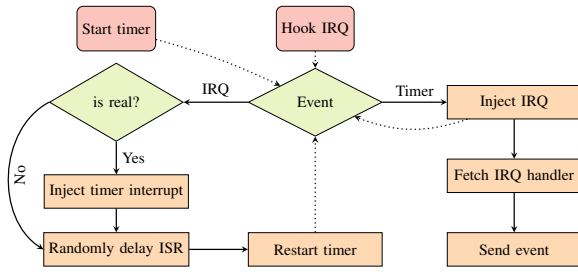 Start timer
Hook IRQ
is real?
IRQ
Event
Timer
Inject IRQ
No
Yes
Inject timer interrupt
Fetch IRQ handler
Randomly delay ISR
Restart timer
Send event